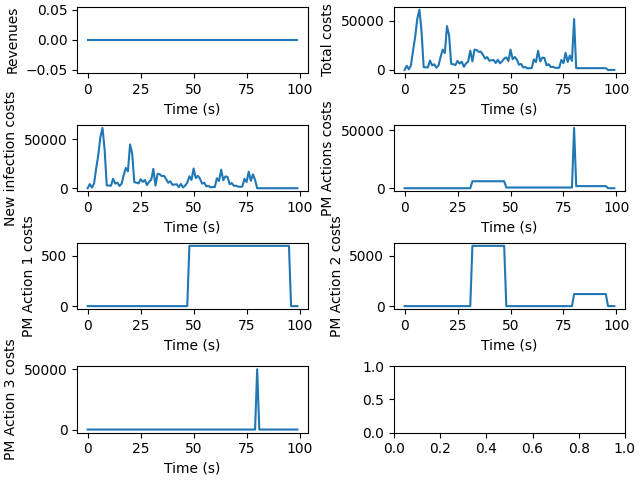 Revenues
0.05
0.00
−0.05
0 25 50 75 100
Time (s)
Total costs
50000
0
0 25 50 75 100
Time (s)
New infection costs
50000
0
0 25 50 75 100
Time (s)
PM Actions costs
50000
0
0 25 50 75 100
Time (s)
PM Action 1 costs
500
0
0 25 50 75 100
Time (s)
PM Action 2 costs
5000
0
0 25 50 75 100
Time (s)
PM Action 3 costs
50000
0
0 25 50 75 100
Time (s)
1.0
0.5
0.0
0.0 0.2 0.4 0.6 0.8 1.0